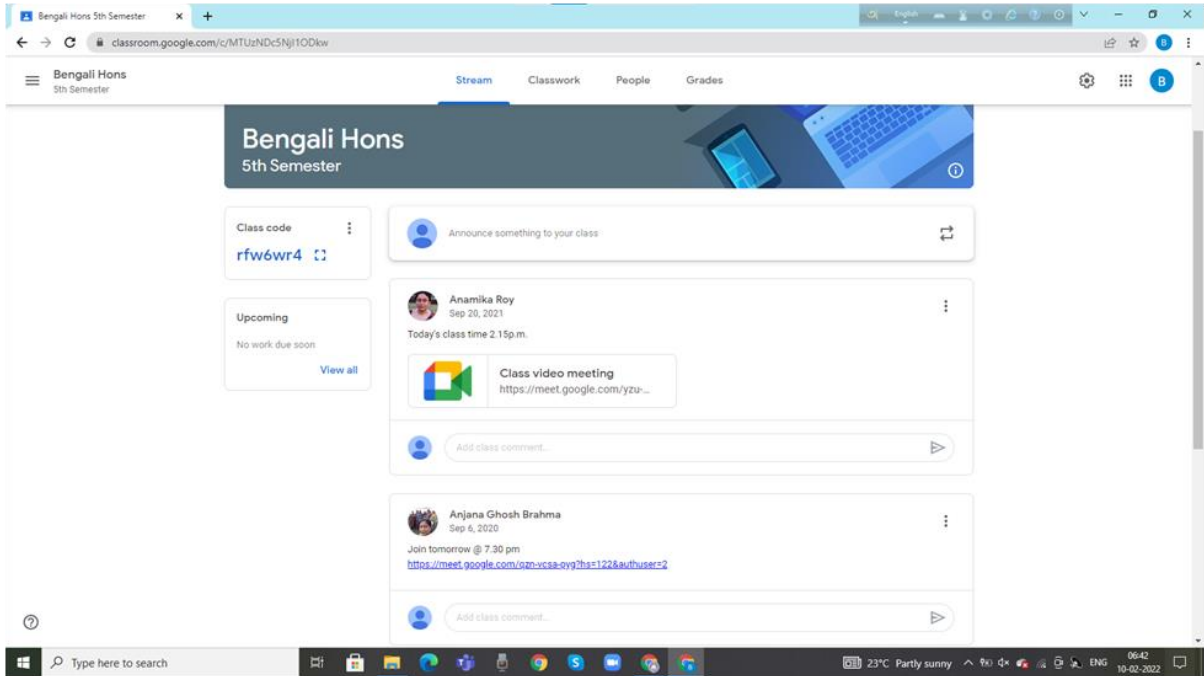 Bengali Hons 5th Semester
English
classroom.google.com/c/MTUzNDc5NjI1ODkw
B
Bengali Hons
5th Semester
Stream Classwork People Grades
B
Bengali Hons
5th Semester
Class code
rfw6wr4
Upcoming
No work due soon
View all
Announce something to your class
Anamika Roy
Sep 20, 2021
Today's class time 2.15p.m.
Class video meeting
https://meet.google.com/yzu-...
Add class comment...
Anjana Ghosh Brahma
Sep 6, 2020
Join tomorrow @ 7.30 pm
https://meet.google.com/qzn-vcsa-pyg?hs=122&authuser=2
Add class comment...
Type here to search
23°C Partly sunny
ENG
06:42
10-02-2022